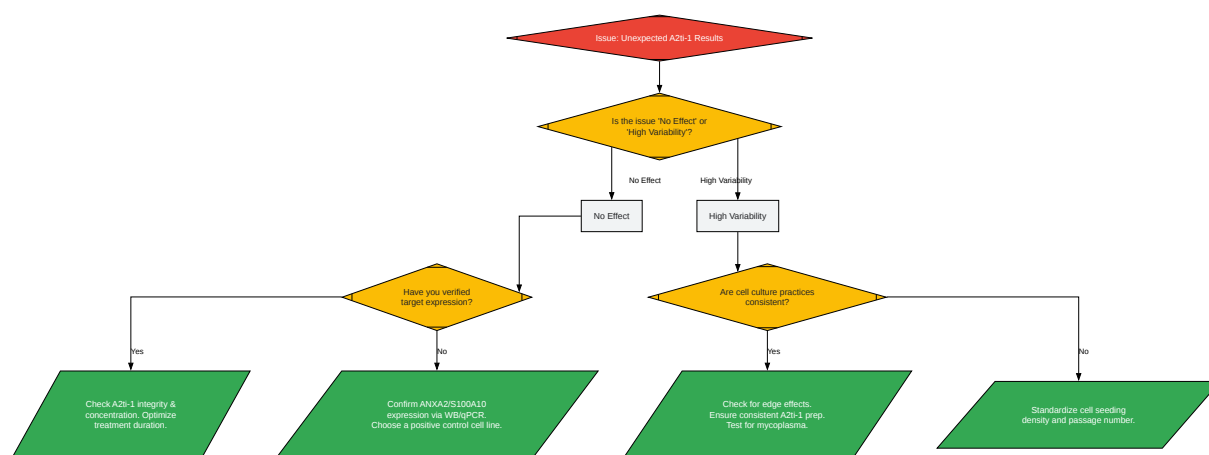 Issue: Unexpected A2ti-1 Results
Is the issue 'No Effect' or
'High Variability'?
No Effect
High Variability
No Effect
High Variability
Have you verified
target expression?
Are cell culture practices
consistent?
Yes
No
Yes
No
Check A2ti-1 integrity &
concentration. Optimize
treatment duration.
Confirm ANXA2/S100A10
expression via WB/qPCR.
Choose a positive control cell line.
Check for edge effects.
Ensure consistent A2ti-1 prep.
Test for mycoplasma.
Standardize cell seeding
density and passage number.